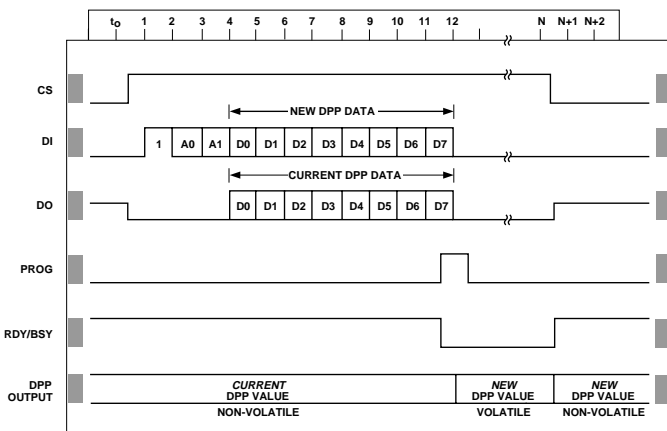 to 1 2 3 4 5 6 7 8 9 10 11 12 N N+1 N+2
CS
NEW DPP DATA
DI 1 A0 A1 D0 D1 D2 D3 D4 D5 D6 D7
CURRENT DPP DATA
DO D0 D1 D2 D3 D4 D5 D6 D7
PROG
RDY/BSY
DPP
OUTPUT
CURRENT
DPP VALUE
NON-VOLATILE
NEW
DPP VALUE
VOLATILE
NEW
DPP VALUE
NON-VOLATILE